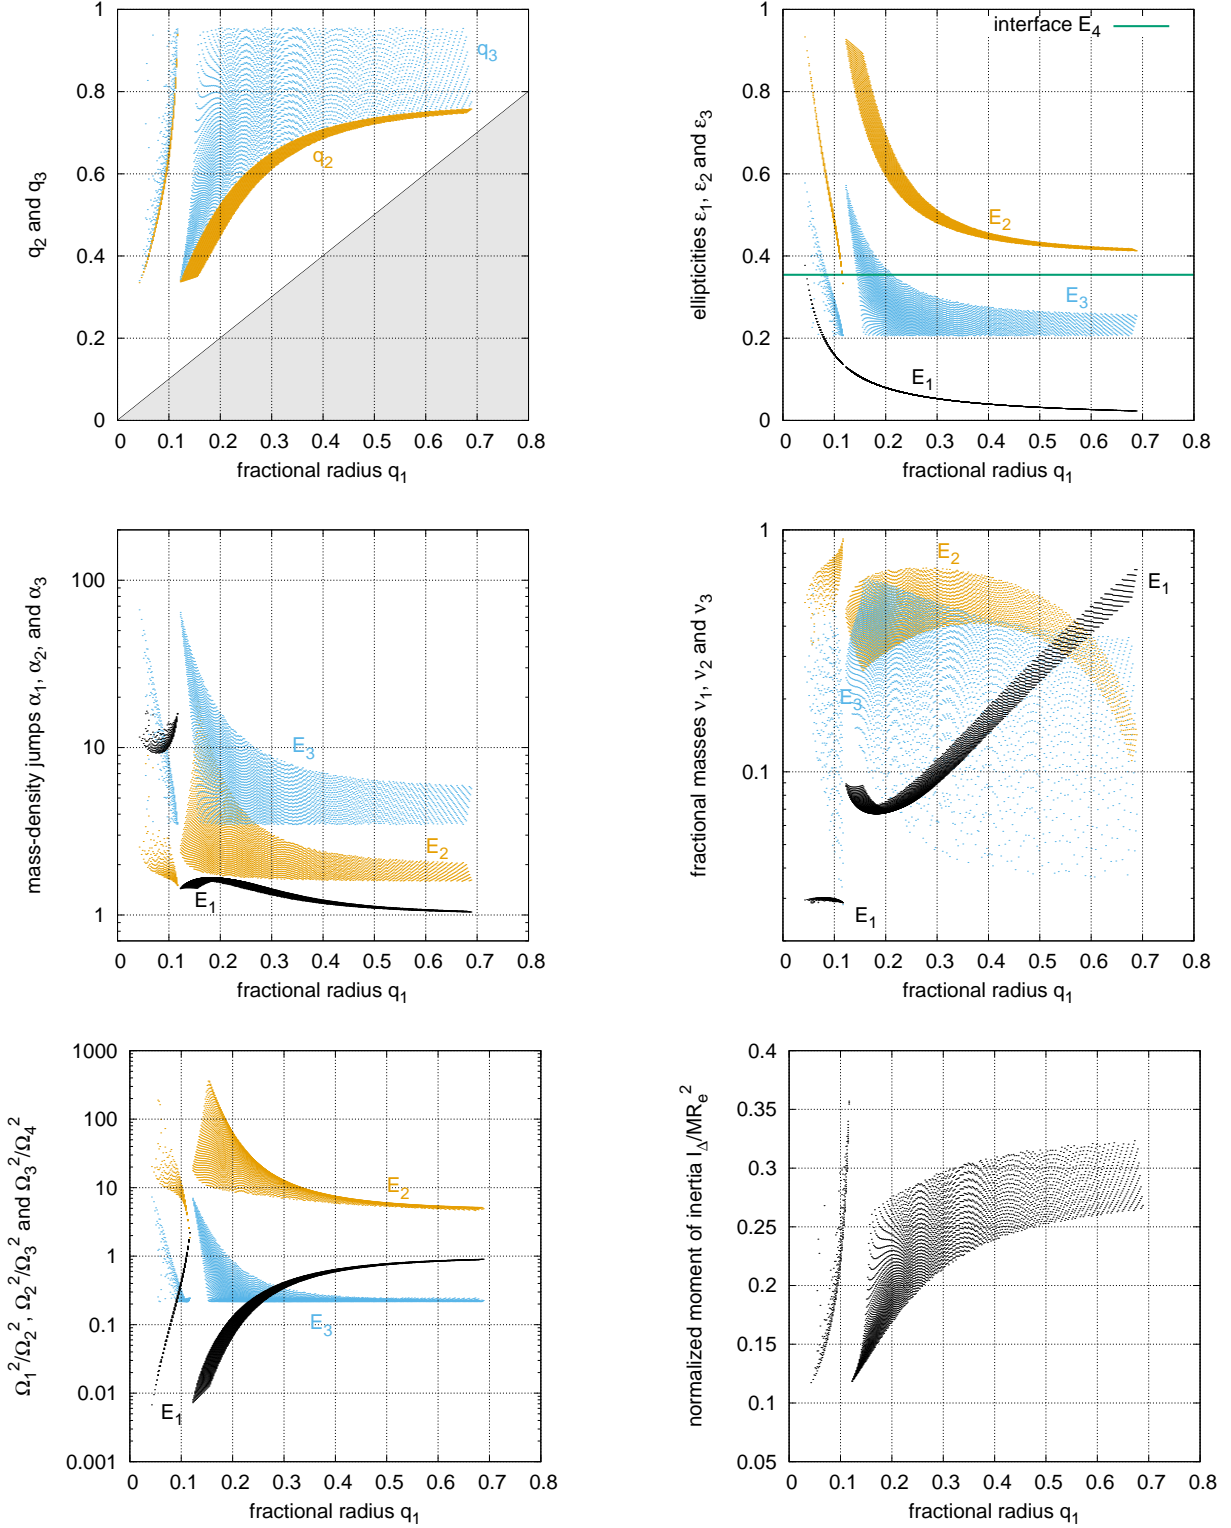 1
0.8
0.6
0.4
0.2
0
0 0.1 0.2 0.3 0.4 0.5 0.6 0.7 0.8
q2 and q3
fractional radius q1
q3
q2
1
0.8
0.6
0.4
0.2
0
0 0.1 0.2 0.3 0.4 0.5 0.6 0.7 0.8
ellipticities ε1, ε2 and ε3
fractional radius q1
interface E4
E2
E3
E1
100
10
1
0 0.1 0.2 0.3 0.4 0.5 0.6 0.7 0.8
mass-density jumps α1, α2, and α3
fractional radius q1
E3
E2
E1
1
0.1
0 0.1 0.2 0.3 0.4 0.5 0.6 0.7 0.8
fractional masses ν1, ν2 and ν3
fractional radius q1
E2
E1
E3
E1
1000
100
10
1
0.1
0.01
0.001
0 0.1 0.2 0.3 0.4 0.5 0.6 0.7 0.8
Ω1²/Ω2², Ω2²/Ω3² and Ω3²/Ω4²
fractional radius q1
E2
E3
E1
0.4
0.35
0.3
0.25
0.2
0.15
0.1
0.05
0 0.1 0.2 0.3 0.4 0.5 0.6 0.7 0.8
normalized moment of inertia IΔ/MRe²
fractional radius q1